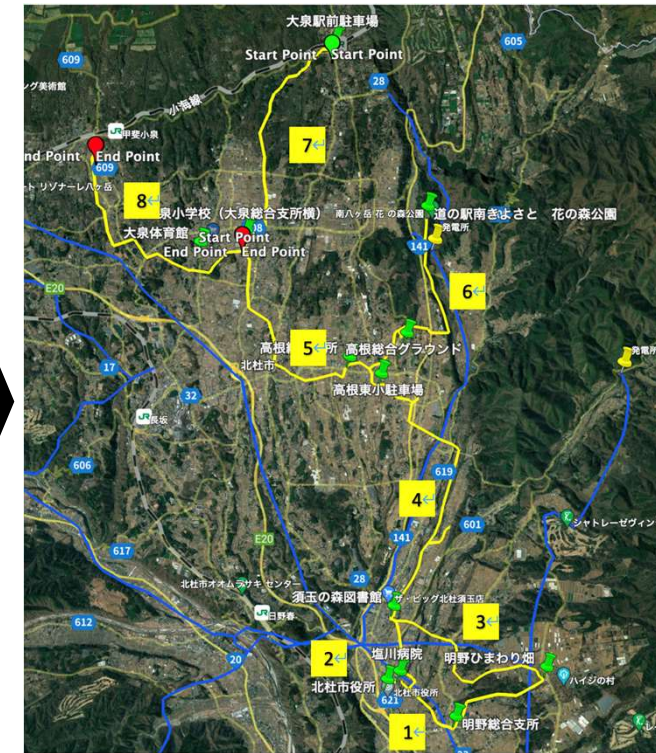 大泉駅前駐車場
Start Point Start Point
605
609
28
ング美術館
小海線
JR 甲斐小泉
7
End Point
609
ト リゾナーレ八ヶ岳
8
泉小学校（大泉総合支所横）
南八ヶ岳 花の森公園
道の駅南きよさと 花の森公園
大泉体育館
Start Point
発電所
End Point End Point
141
6
E20
5
高根総合グラウンド
北杜市
発電所
17
高根東小駐車場
32
JR 長坂
606
619
4
シャトレーゼヴィン
601
141
617
E20
28
北杜市オオムラサキ センター
須玉の森図書館
ザ・ビッグ北杜須玉店
612
JR 日野春
3
2
塩川病院
明野ひまわり畑
20
北杜市役所
北杜市役所
ハイジの村
621
明野総合支所
1